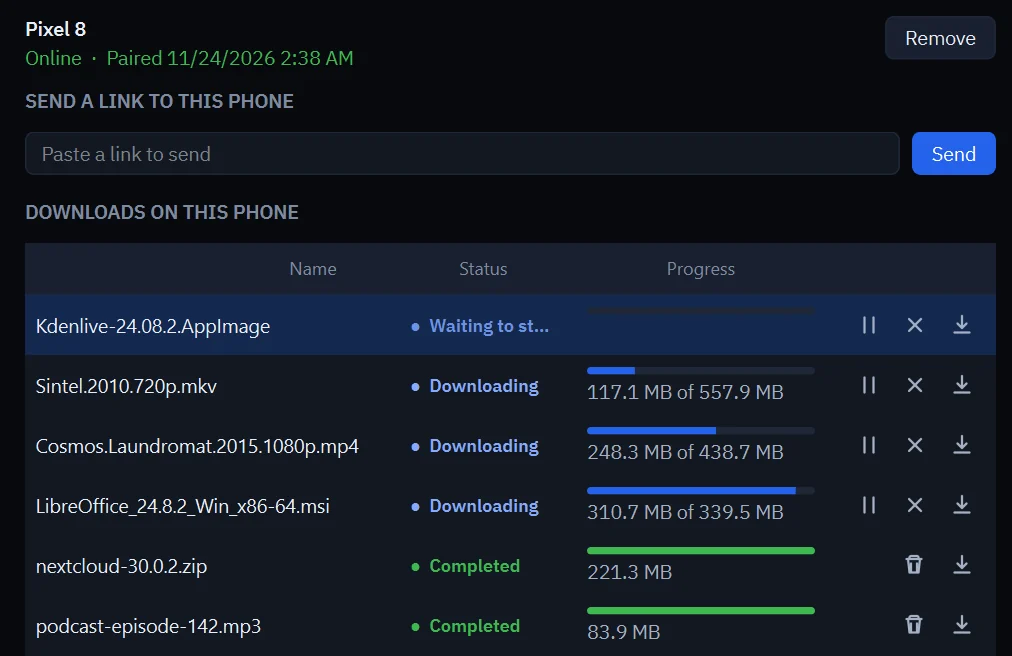 Pixel 8
Remove
Online · Paired 11/24/2026 2:38 AM
SEND A LINK TO THIS PHONE
Paste a link to send
Send
DOWNLOADS ON THIS PHONE
Name Status Progress
Kdenlive-24.08.2.AppImage Waiting to st...
Sintel.2010.720p.mkv Downloading 117.1 MB of 557.9 MB
Cosmos.Laundromat.2015.1080p.mp4 Downloading 248.3 MB of 438.7 MB
LibreOffice_24.8.2_Win_x86-64.msi Downloading 310.7 MB of 339.5 MB
nextcloud-30.0.2.zip Completed 221.3 MB
podcast-episode-142.mp3 Completed 83.9 MB